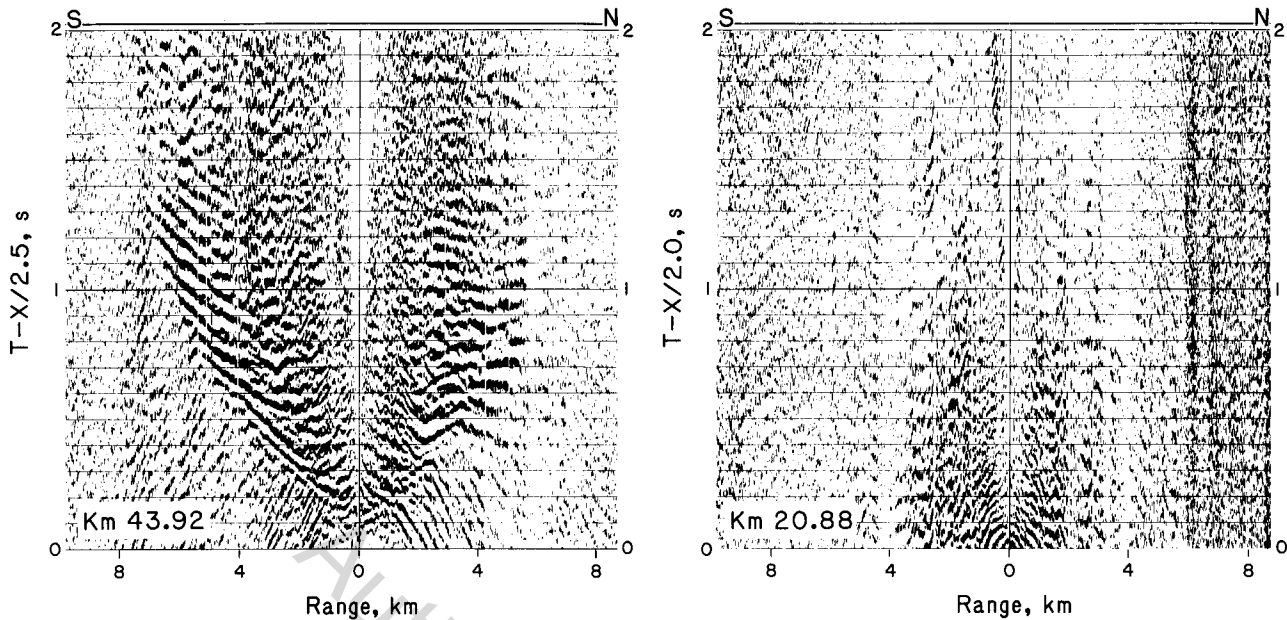 S N
2 2
1 1
T-X/2.5, s
Km 43.92
0 0
8 4 0 4 8
Range, km
S N
2 2
1 1
T-X/2.0, s
Km 20.88
0 0
8 4 0 4 8
Range, km